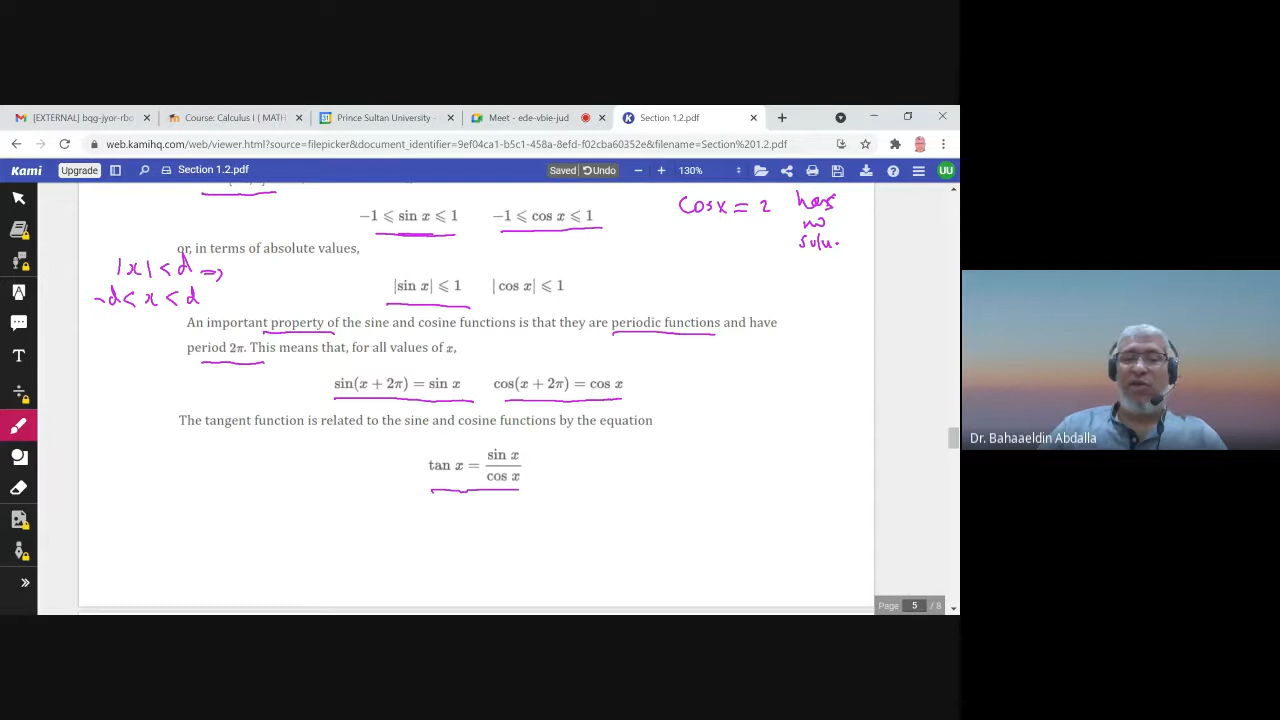 [EXTERNAL] bqg-jyor-rbo
Course: Calculus I ( MATH
Prince Sultan University -
Meet - ede-vbie-jud
Section 1.2.pdf
web.kamihq.com/web/viewer.html?source=filepicker&document_identifier=9ef04ca1-b5c1-458a-8efd-f02cba60352e&filename=Section%201.2.pdf
Kami
Upgrade
Section 1.2.pdf
Saved
Undo
130%
UU
−1 ⩽ sin x ⩽ 1 −1 ⩽ cos x ⩽ 1
cosx = 2 has
no
solu.
or, in terms of absolute values,
|x| < d ⇒
-d < x < d
|sin x| ⩽ 1 | cos x| ⩽ 1
An important property of the sine and cosine functions is that they are periodic functions and have
period 2π. This means that, for all values of x,
sin(x + 2π) = sin x cos(x + 2π) = cos x
The tangent function is related to the sine and cosine functions by the equation
tan x = sin x / cos x
Page 5 / 8
Dr. Bahaaeldin Abdalla